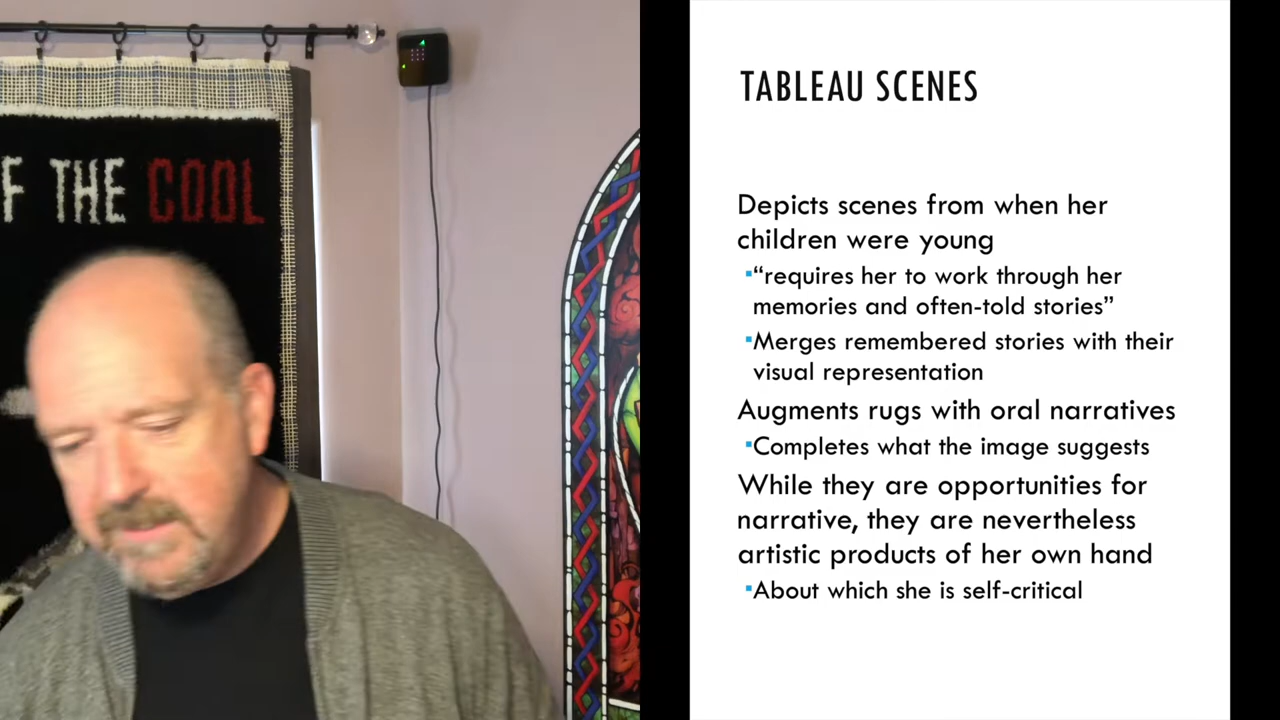 F THE COOL
TABLEAU SCENES
Depicts scenes from when her
children were young
▪“requires her to work through her
memories and often-told stories”
▪Merges remembered stories with their
visual representation
Augments rugs with oral narratives
▪Completes what the image suggests
While they are opportunities for
narrative, they are nevertheless
artistic products of her own hand
▪About which she is self-critical